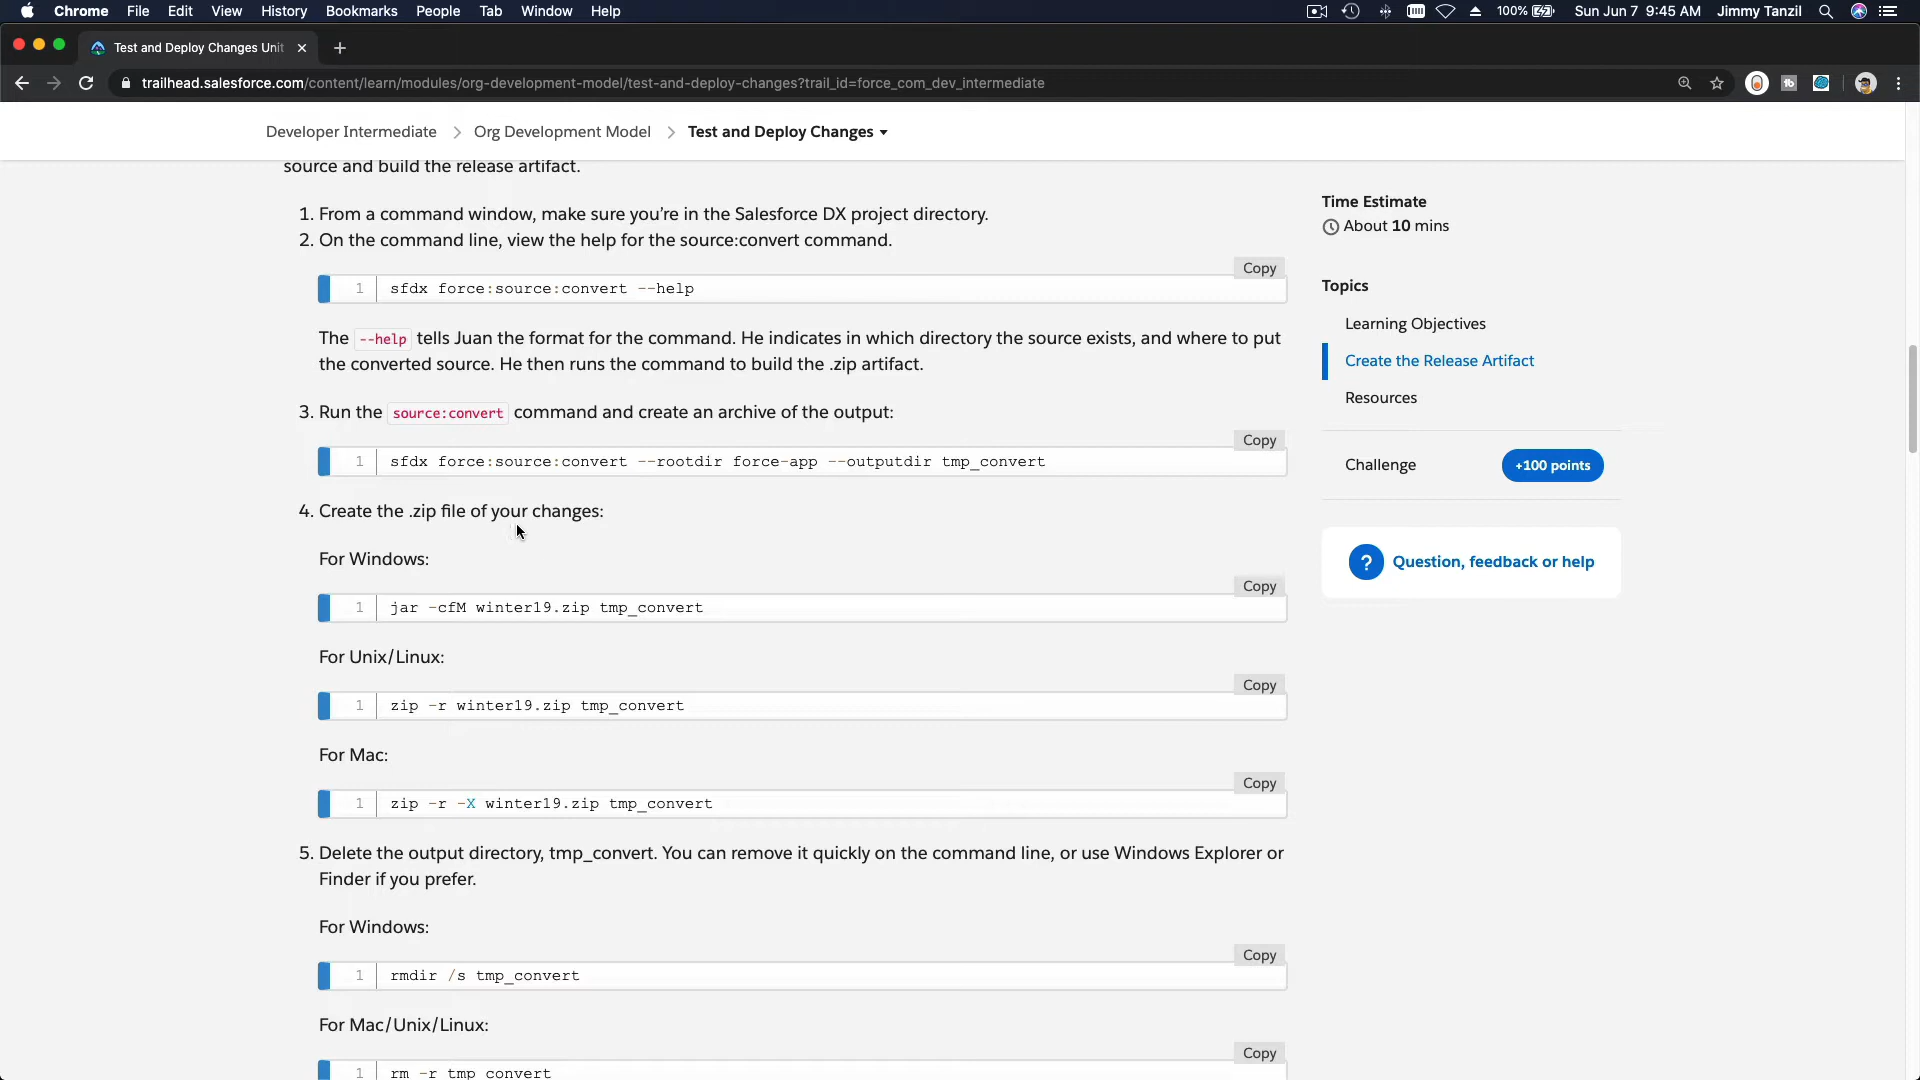 Chrome File Edit View History Bookmarks People Tab Window Help 100% Sun Jun 7 9:45 AM Jimmy Tanzil
Test and Deploy Changes Unit
trailhead.salesforce.com/content/learn/modules/org-development-model/test-and-deploy-changes?trail_id=force_com_dev_intermediate
Developer Intermediate > Org Development Model > Test and Deploy Changes
source and build the release artifact.
1. From a command window, make sure you’re in the Salesforce DX project directory.
2. On the command line, view the help for the source:convert command.
Copy
1 sfdx force:source:convert --help
The --help tells Juan the format for the command. He indicates in which directory the source exists, and where to put
the converted source. He then runs the command to build the .zip artifact.
3. Run the source:convert command and create an archive of the output:
Copy
1 sfdx force:source:convert --rootdir force-app --outputdir tmp_convert
4. Create the .zip file of your changes:
For Windows:
Copy
1 jar -cfM winter19.zip tmp_convert
For Unix/Linux:
Copy
1 zip -r winter19.zip tmp_convert
For Mac:
Copy
1 zip -r -X winter19.zip tmp_convert
5. Delete the output directory, tmp_convert. You can remove it quickly on the command line, or use Windows Explorer or
Finder if you prefer.
For Windows:
Copy
1 rmdir /s tmp_convert
For Mac/Unix/Linux:
Copy
1 rm -r tmp_convert
Time Estimate
About 10 mins
Topics
Learning Objectives
Create the Release Artifact
Resources
Challenge +100 points
? Question, feedback or help